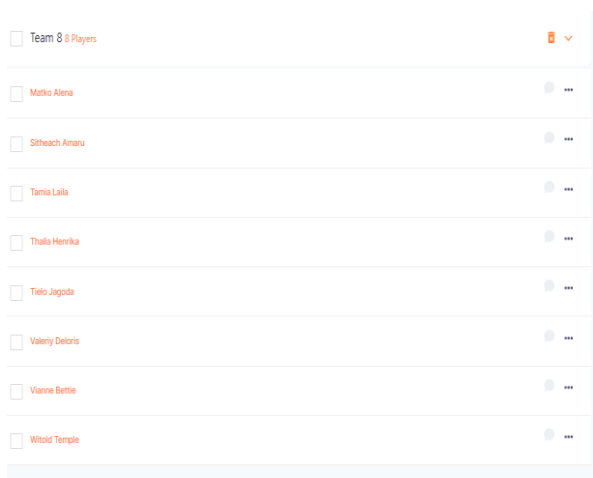 Team 8 8 Players
Matko Alena
Sitheach Amaru
Tamia Laila
Thalia Henrika
Tielo Jagoda
Valeriy Deloris
Vianne Bettie
Witold Temple